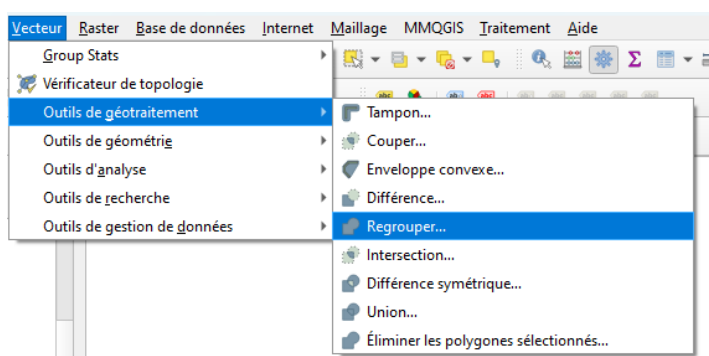 Vecteur Raster Base de données Internet Maillage MMQGIS Traitement Aide
Group Stats
Vérificateur de topologie
Outils de géotraitement
Outils de géométrie
Outils d'analyse
Outils de recherche
Outils de gestion de données
Tampon...
Couper...
Enveloppe convexe...
Différence...
Regrouper...
Intersection...
Différence symétrique...
Union...
Éliminer les polygones sélectionnés...